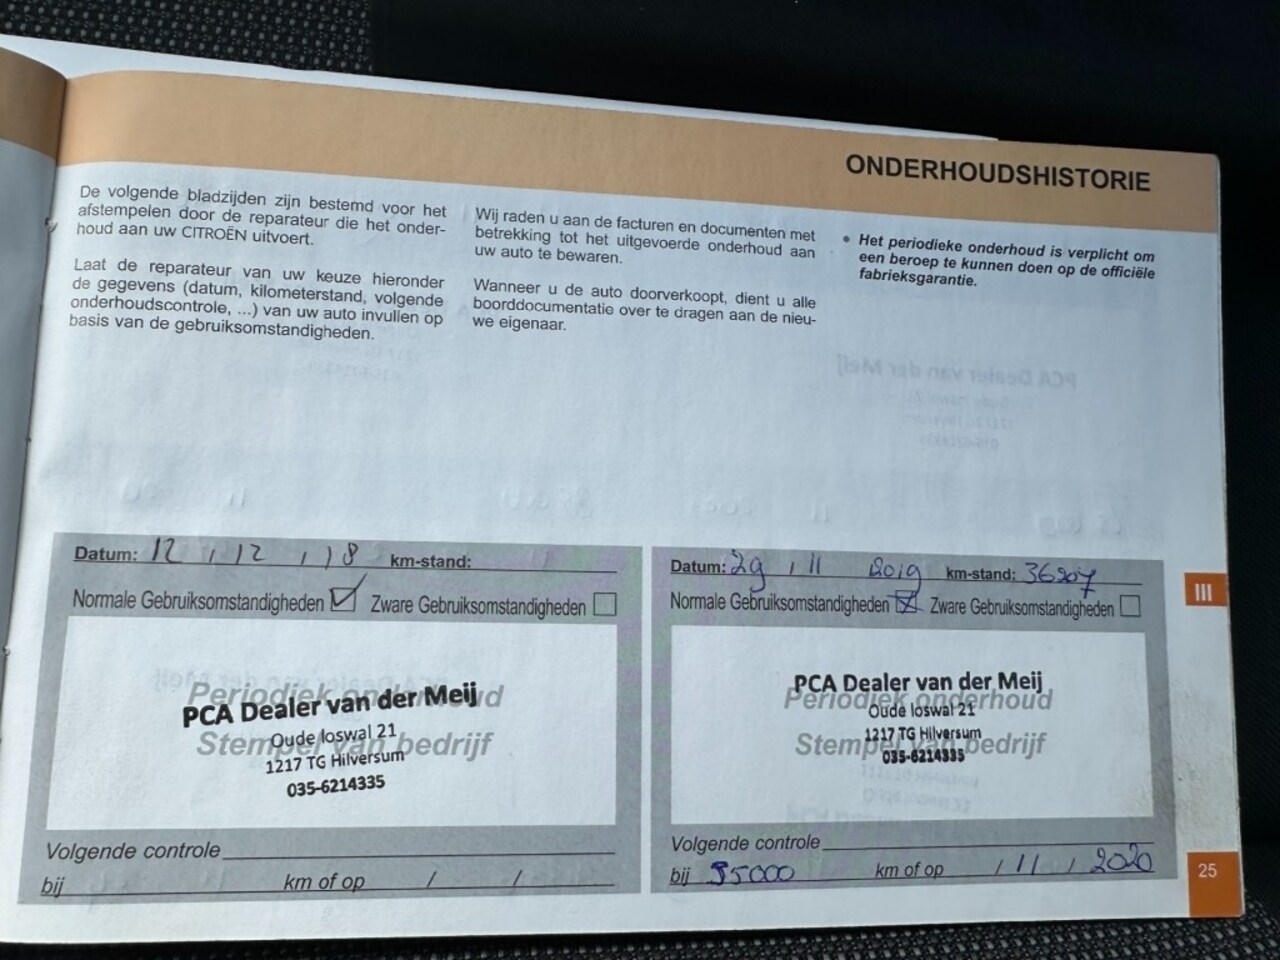 ONDERHOUDSHISTORIE
De volgende bladzijden zijn bestemd voor het
afstempelen door de reparateur die het onder-
houd aan uw CITROËN uitvoert.
Laat de reparateur van uw keuze hieronder
de gegevens (datum, kilometerstand, volgende
onderhoudscontrole, ...) van uw auto invullen op
basis van de gebruiksomstandigheden.
Wij raden u aan de facturen en documenten met
betrekking tot het uitgevoerde onderhoud aan
uw auto te bewaren.
Wanneer u de auto doorverkoopt, dient u alle
boorddocumentatie over te dragen aan de nieu-
we eigenaar.
• Het periodieke onderhoud is verplicht om
een beroep te kunnen doen op de officiële
fabrieksgarantie.
Datum: 12 , 12 , 18 km-stand:
Normale Gebruiksomstandigheden Zware Gebruiksomstandigheden
Periodiek onderhoud
PCA Dealer van der Meij
Stempel van bedrijf
Oude loswal 21
1217 TG Hilversum
035-6214335
Volgende controle
bij km of op / /
Datum: 29 , 11 2019 km-stand: 36207
Normale Gebruiksomstandigheden Zware Gebruiksomstandigheden
PCA Dealer van der Meij
Periodiek onderhoud
Oude loswal 21
1217 TG Hilversum
Stempel van bedrijf
035-6214335
Volgende controle
bij 55000 km of op / 11 / 2020
III
25